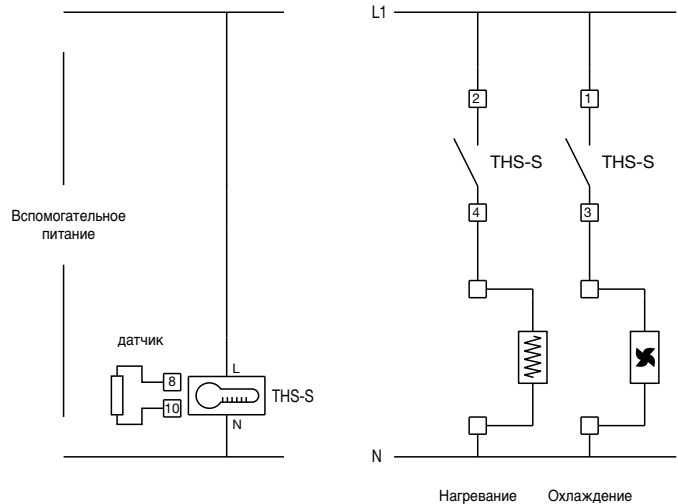 L1
2
1
THS-S
THS-S
4
3
Вспомогательное
питание
датчик
8
10
L
N
THS-S
N
Нагревание
Охлаждение